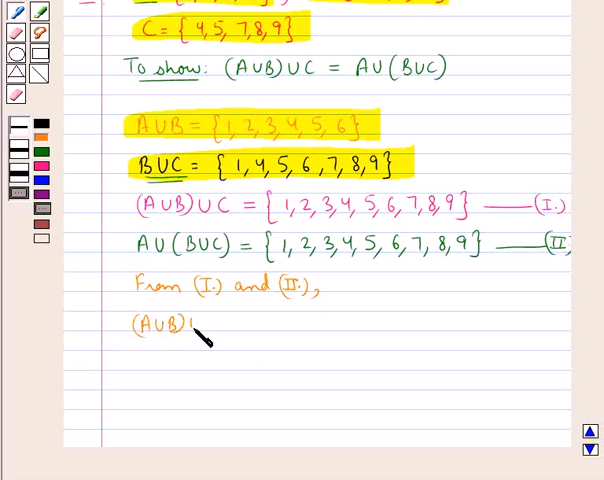 C = { 4, 5, 7, 8, 9 }
To show: (A∪B)∪C = A∪(B∪C)
A∪B = { 1, 2, 3, 4, 5, 6 }
B∪C = { 1, 4, 5, 6, 7, 8, 9 }
(A∪B)∪C = { 1, 2, 3, 4, 5, 6, 7, 8, 9 } —— (I.)
A∪(B∪C) = { 1, 2, 3, 4, 5, 6, 7, 8, 9 } —— (II
From (I.) and (II.),
(A∪B)